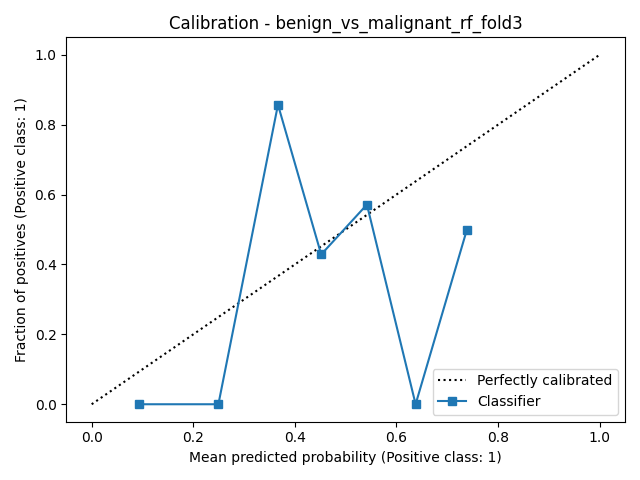 Calibration - benign_vs_malignant_rf_fold3
Fraction of positives (Positive class: 1)
1.0
0.8
0.6
0.4
0.2
0.0
0.0 0.2 0.4 0.6 0.8 1.0
Mean predicted probability (Positive class: 1)
Perfectly calibrated
Classifier